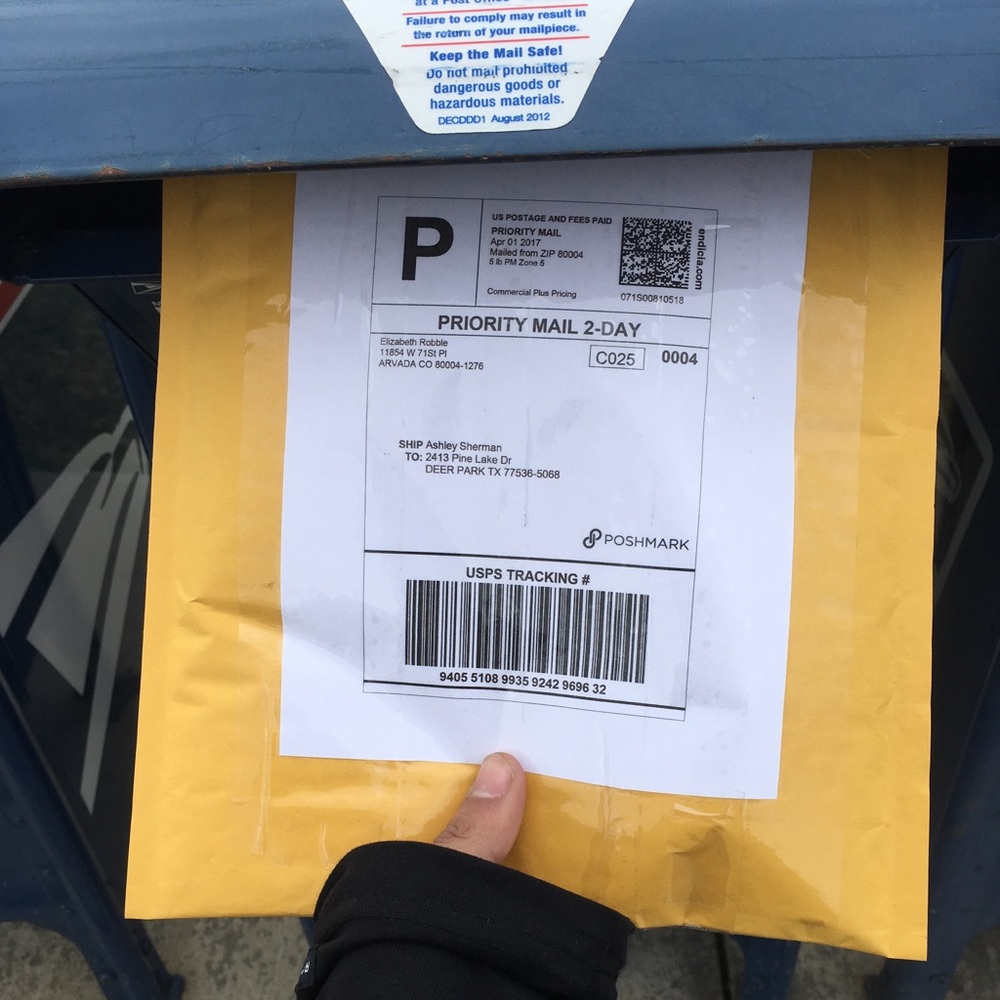 at a Post Office
Failure to comply may result in
the return of your mailpiece.
Keep the Mail Safe!
Do not mail prohibited
dangerous goods or
hazardous materials.
DECDDD1 August 2012
P
US POSTAGE AND FEES PAID
PRIORITY MAIL
Apr 01 2017
Mailed from ZIP 80004
5 lb PM Zone 5
Commercial Plus Pricing
endicia.com
071S00810518
PRIORITY MAIL 2-DAY
Elizabeth Robble
11854 W 71St Pl
ARVADA CO 80004-1276
C025
0004
SHIP Ashley Sherman
TO: 2413 Pine Lake Dr
DEER PARK TX 77536-5068
POSHMARK
USPS TRACKING #
9405 5108 9935 9242 9696 32